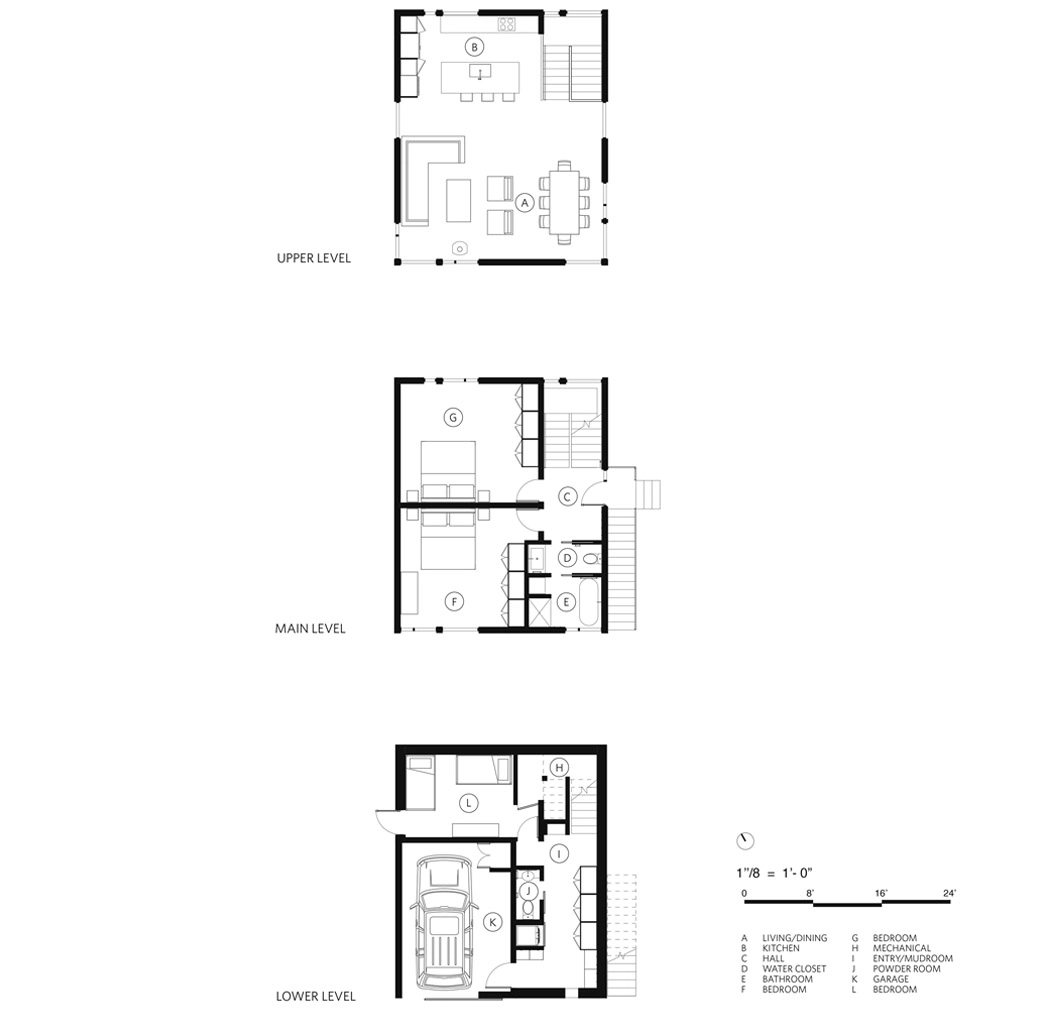 B
A
UPPER LEVEL
G
C
D
F
E
MAIN LEVEL
H
L
I
J
K
LOWER LEVEL
1"/8 = 1'- 0"
0 8' 16' 24'
A LIVING/DINING G BEDROOM
B KITCHEN H MECHANICAL
C HALL I ENTRY/MUDROOM
D WATER CLOSET J POWDER ROOM
E BATHROOM K GARAGE
F BEDROOM L BEDROOM